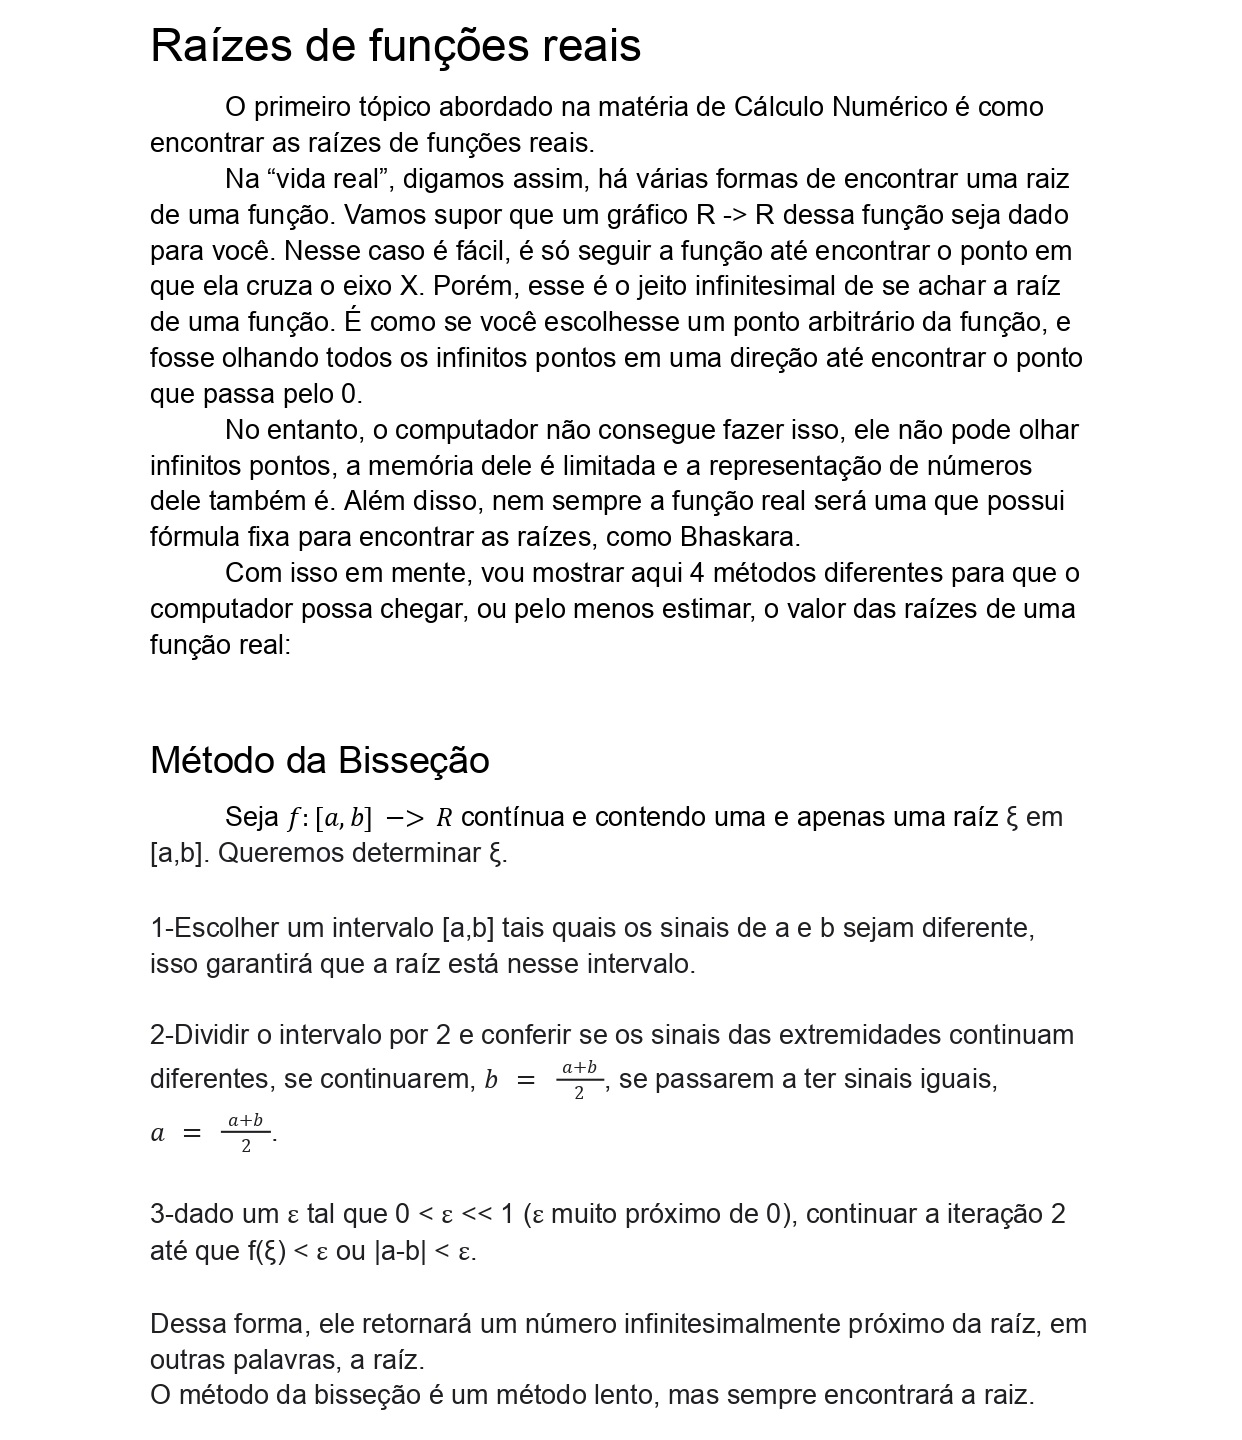 Raízes de funções reais
O primeiro tópico abordado na matéria de Cálculo Numérico é como
encontrar as raízes de funções reais.
Na “vida real”, digamos assim, há várias formas de encontrar uma raiz
de uma função. Vamos supor que um gráfico R -> R dessa função seja dado
para você. Nesse caso é fácil, é só seguir a função até encontrar o ponto em
que ela cruza o eixo X. Porém, esse é o jeito infinitesimal de se achar a raíz
de uma função. É como se você escolhesse um ponto arbitrário da função, e
fosse olhando todos os infinitos pontos em uma direção até encontrar o ponto
que passa pelo 0.
No entanto, o computador não consegue fazer isso, ele não pode olhar
infinitos pontos, a memória dele é limitada e a representação de números
dele também é. Além disso, nem sempre a função real será uma que possui
fórmula fixa para encontrar as raízes, como Bhaskara.
Com isso em mente, vou mostrar aqui 4 métodos diferentes para que o
computador possa chegar, ou pelo menos estimar, o valor das raízes de uma
função real:
Método da Bisseção
Seja f: [a, b] −> R contínua e contendo uma e apenas uma raíz ξ em
[a,b]. Queremos determinar ξ.
1-Escolher um intervalo [a,b] tais quais os sinais de a e b sejam diferente,
isso garantirá que a raíz está nesse intervalo.
2-Dividir o intervalo por 2 e conferir se os sinais das extremidades continuam
diferentes, se continuarem, b = a+b/2, se passarem a ter sinais iguais,
a = a+b/2.
3-dado um ε tal que 0 < ε << 1 (ε muito próximo de 0), continuar a iteração 2
até que f(ξ) < ε ou |a-b| < ε.
Dessa forma, ele retornará um número infinitesimalmente próximo da raíz, em
outras palavras, a raíz.
O método da bisseção é um método lento, mas sempre encontrará a raiz.